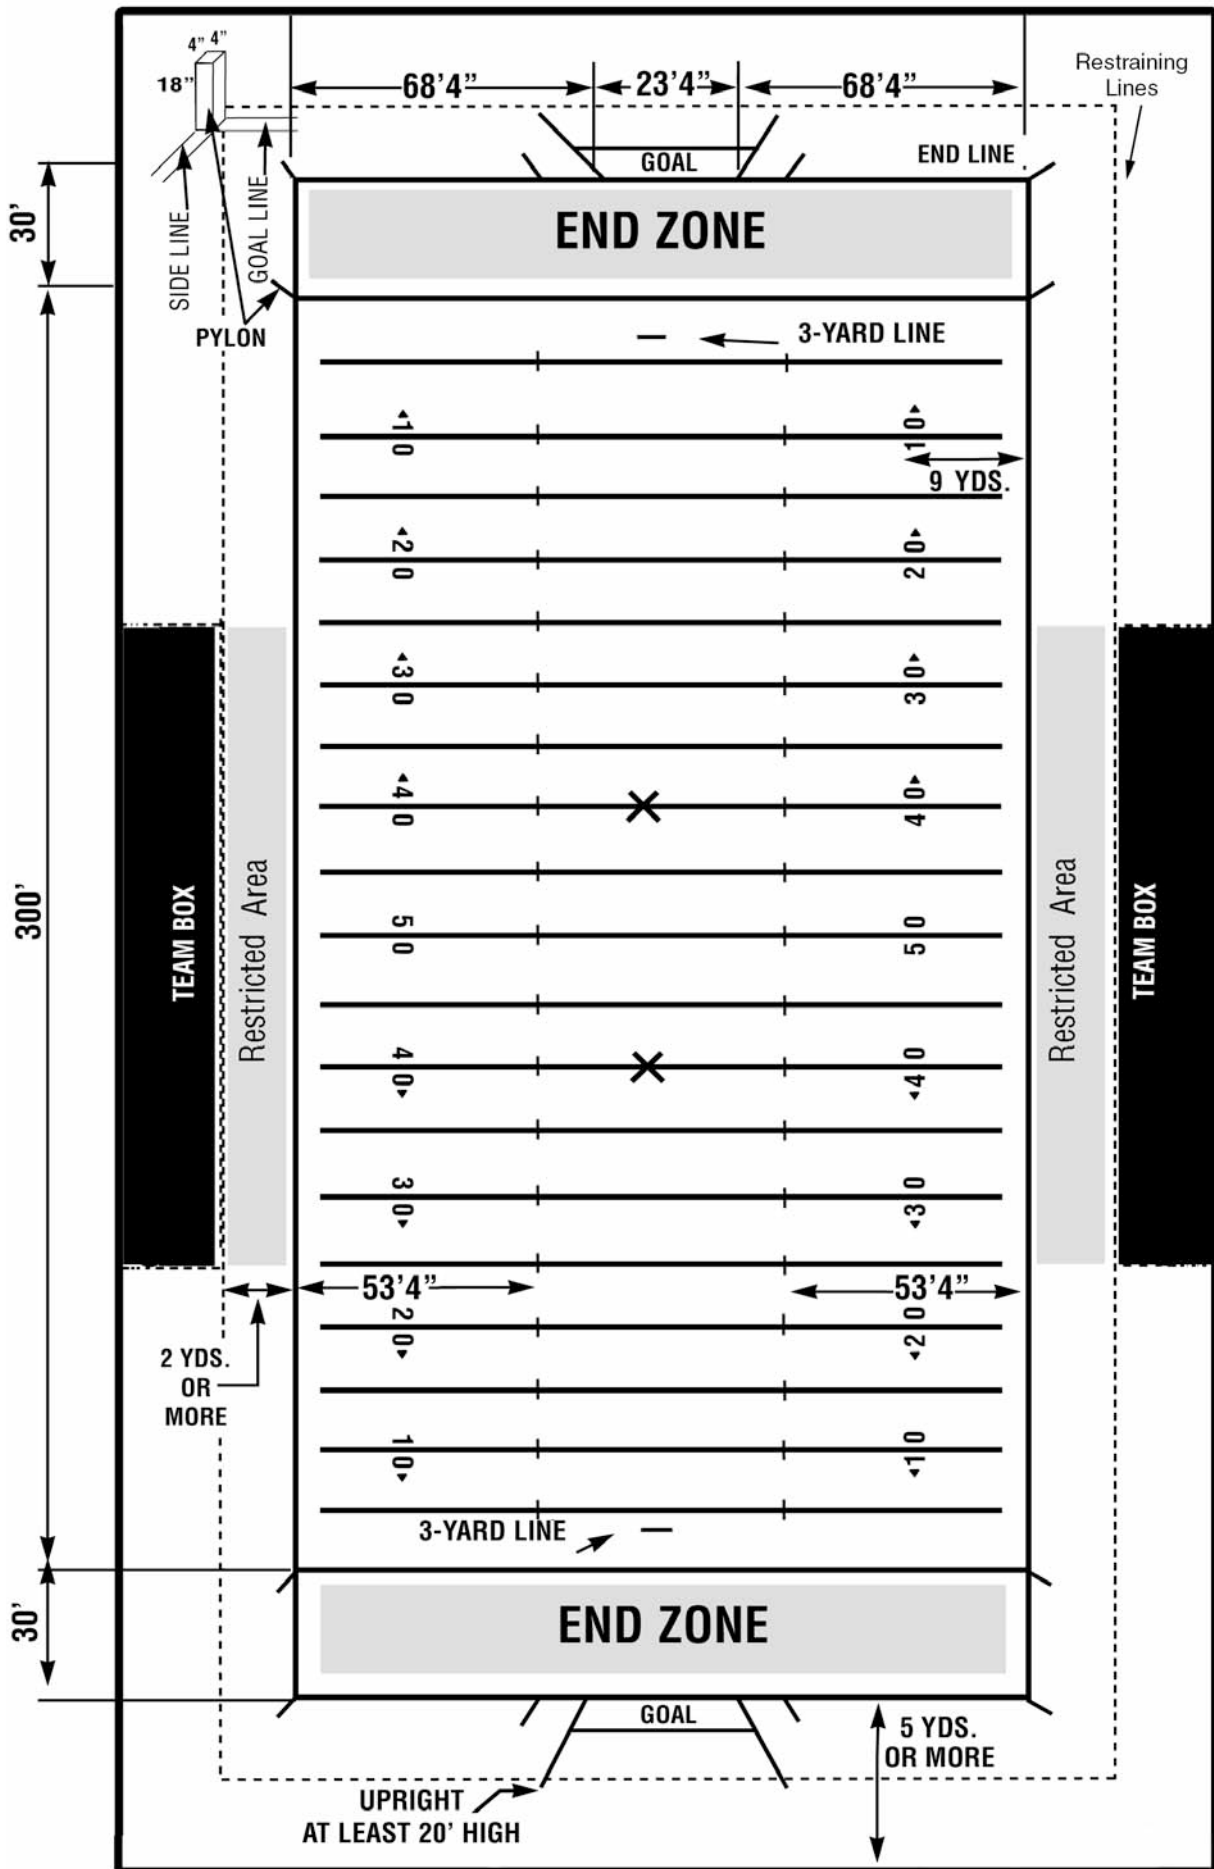 4” 4”
18”
68’4”
23’4”
68’4”
Restraining
Lines
GOAL
END LINE
30’
SIDE LINE
GOAL LINE
END ZONE
PYLON
3-YARD LINE
10
10
9 YDS.
20
20
30
30
40
40
300’
TEAM BOX
Restricted Area
50
50
Restricted Area
TEAM BOX
40
40
30
30
53’4”
53’4”
20
20
2 YDS.
OR
MORE
10
10
3-YARD LINE
30’
END ZONE
GOAL
5 YDS.
OR MORE
UPRIGHT
AT LEAST 20’ HIGH